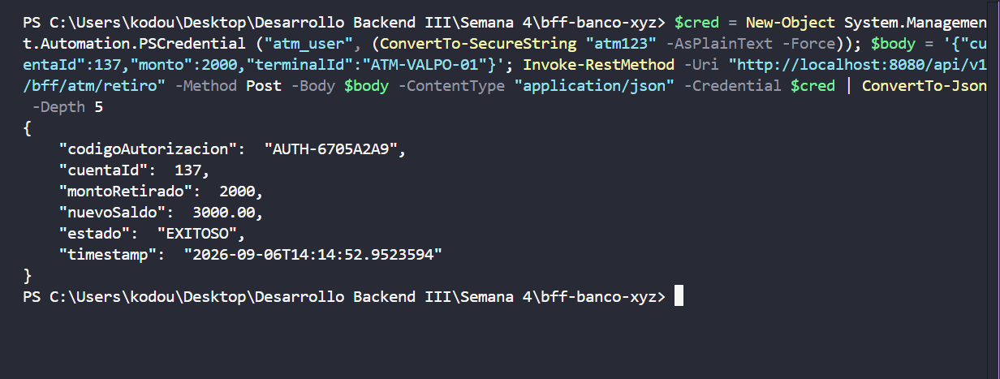 PS C:\Users\kodou\Desktop\Desarrollo Backend III\Semana 4\bff-banco-xyz> $cred = New-Object System.Managemen
t.Automation.PSCredential ("atm_user", (ConvertTo-SecureString "atm123" -AsPlainText -Force)); $body = '{"cu
entaId":137,"monto":2000,"terminalId":"ATM-VALPO-01"}'; Invoke-RestMethod -Uri "http://localhost:8080/api/v1
/bff/atm/retiro" -Method Post -Body $body -ContentType "application/json" -Credential $cred | ConvertTo-Json
 -Depth 5
{
    "codigoAutorizacion":  "AUTH-6705A2A9",
    "cuentaId":  137,
    "montoRetirado":  2000,
    "nuevoSaldo":  3000.00,
    "estado":  "EXITOSO",
    "timestamp":  "2026-09-06T14:14:52.9523594"
}
PS C:\Users\kodou\Desktop\Desarrollo Backend III\Semana 4\bff-banco-xyz>